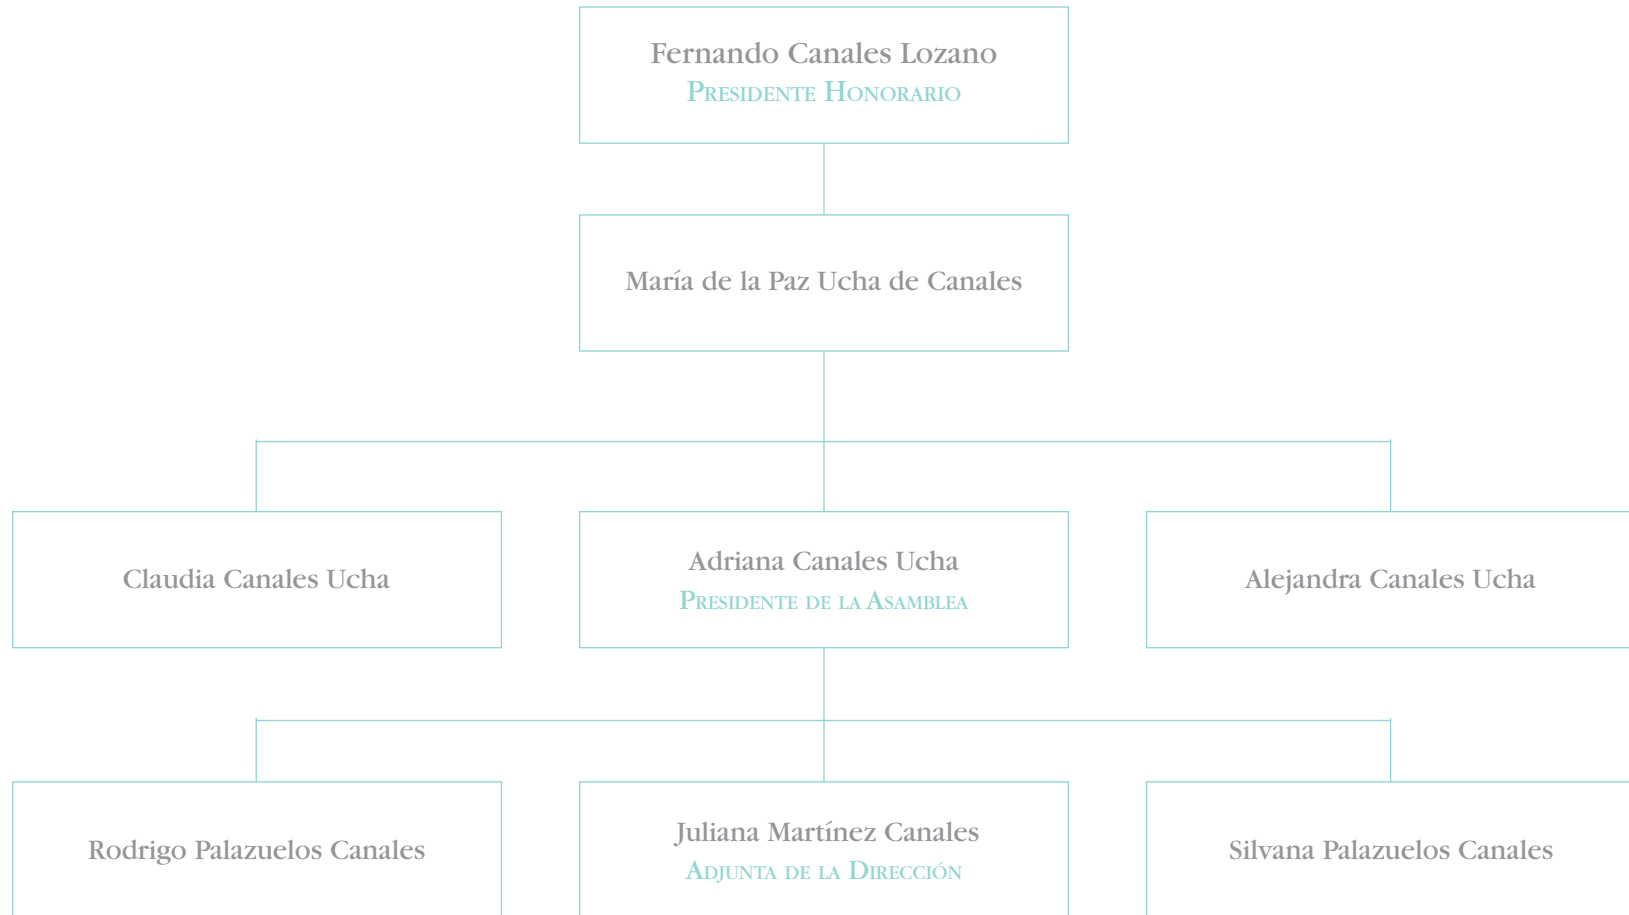 Fernando Canales Lozano
Presidente Honorario
María de la Paz Ucha de Canales
Claudia Canales Ucha
Adriana Canales Ucha
Presidente de la Asamblea
Alejandra Canales Ucha
Rodrigo Palazuelos Canales
Juliana Martínez Canales
Adjunta de la Dirección
Silvana Palazuelos Canales